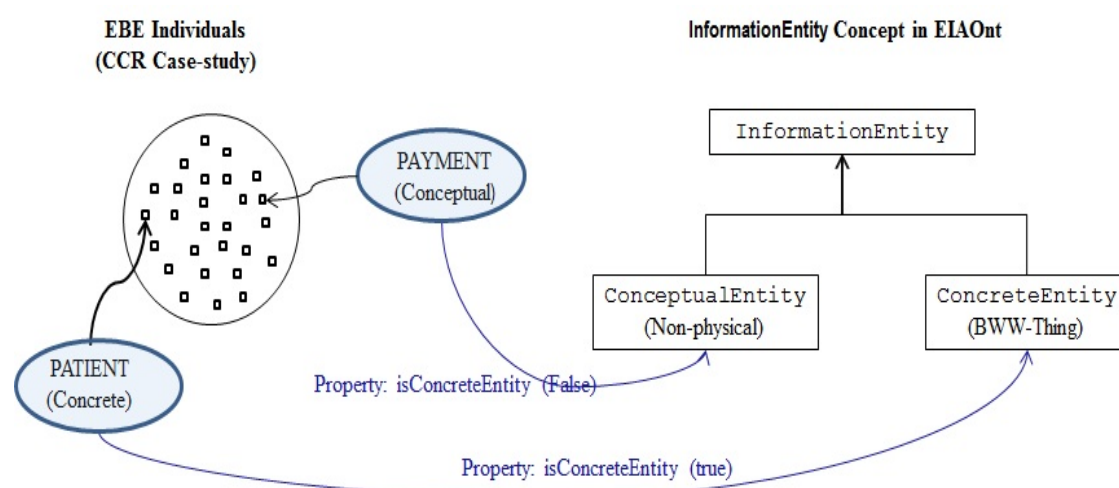 EBE Individuals
(CCR Case-study)
InformationEntity Concept in EIAOnt
InformationEntity
PAYMENT
(Conceptual)
ConceptualEntity
(Non-physical)
ConcreteEntity
(BWW-Thing)
PATIENT
(Concrete)
Property: isConcreteEntity (False)
Property: isConcreteEntity (true)